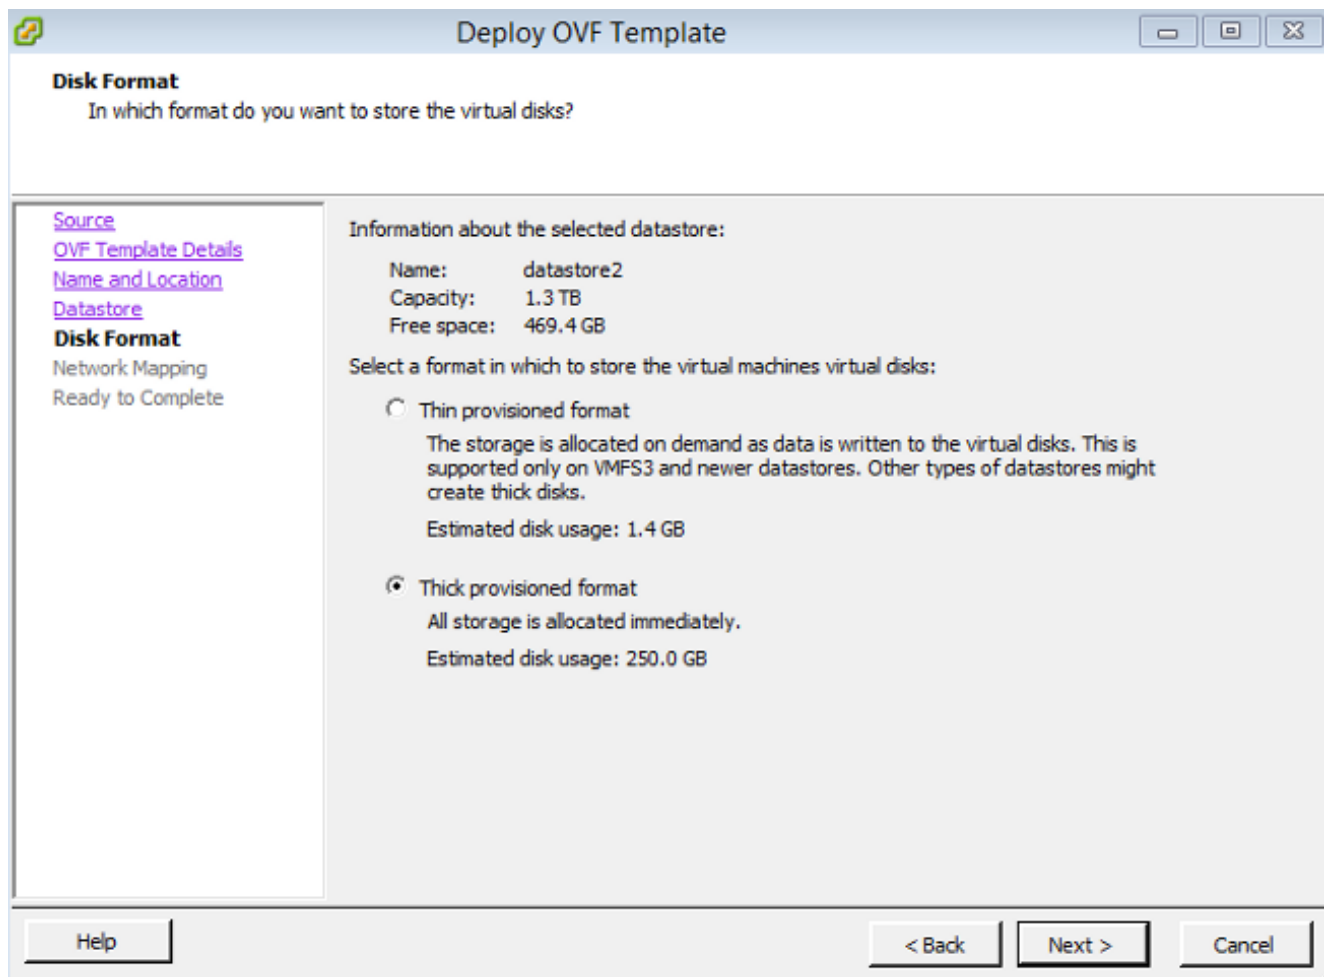 Deploy OVF Template
Disk Format
In which format do you want to store the virtual disks?
Source
OVF Template Details
Name and Location
Datastore
Disk Format
Network Mapping
Ready to Complete
Information about the selected datastore:
Name: datastore2
Capacity: 1.3 TB
Free space: 469.4 GB
Select a format in which to store the virtual machines virtual disks:
Thin provisioned format
The storage is allocated on demand as data is written to the virtual disks. This is
supported only on VMFS3 and newer datastores. Other types of datastores might
create thick disks.
Estimated disk usage: 1.4 GB
Thick provisioned format
All storage is allocated immediately.
Estimated disk usage: 250.0 GB
Help
< Back
Next >
Cancel